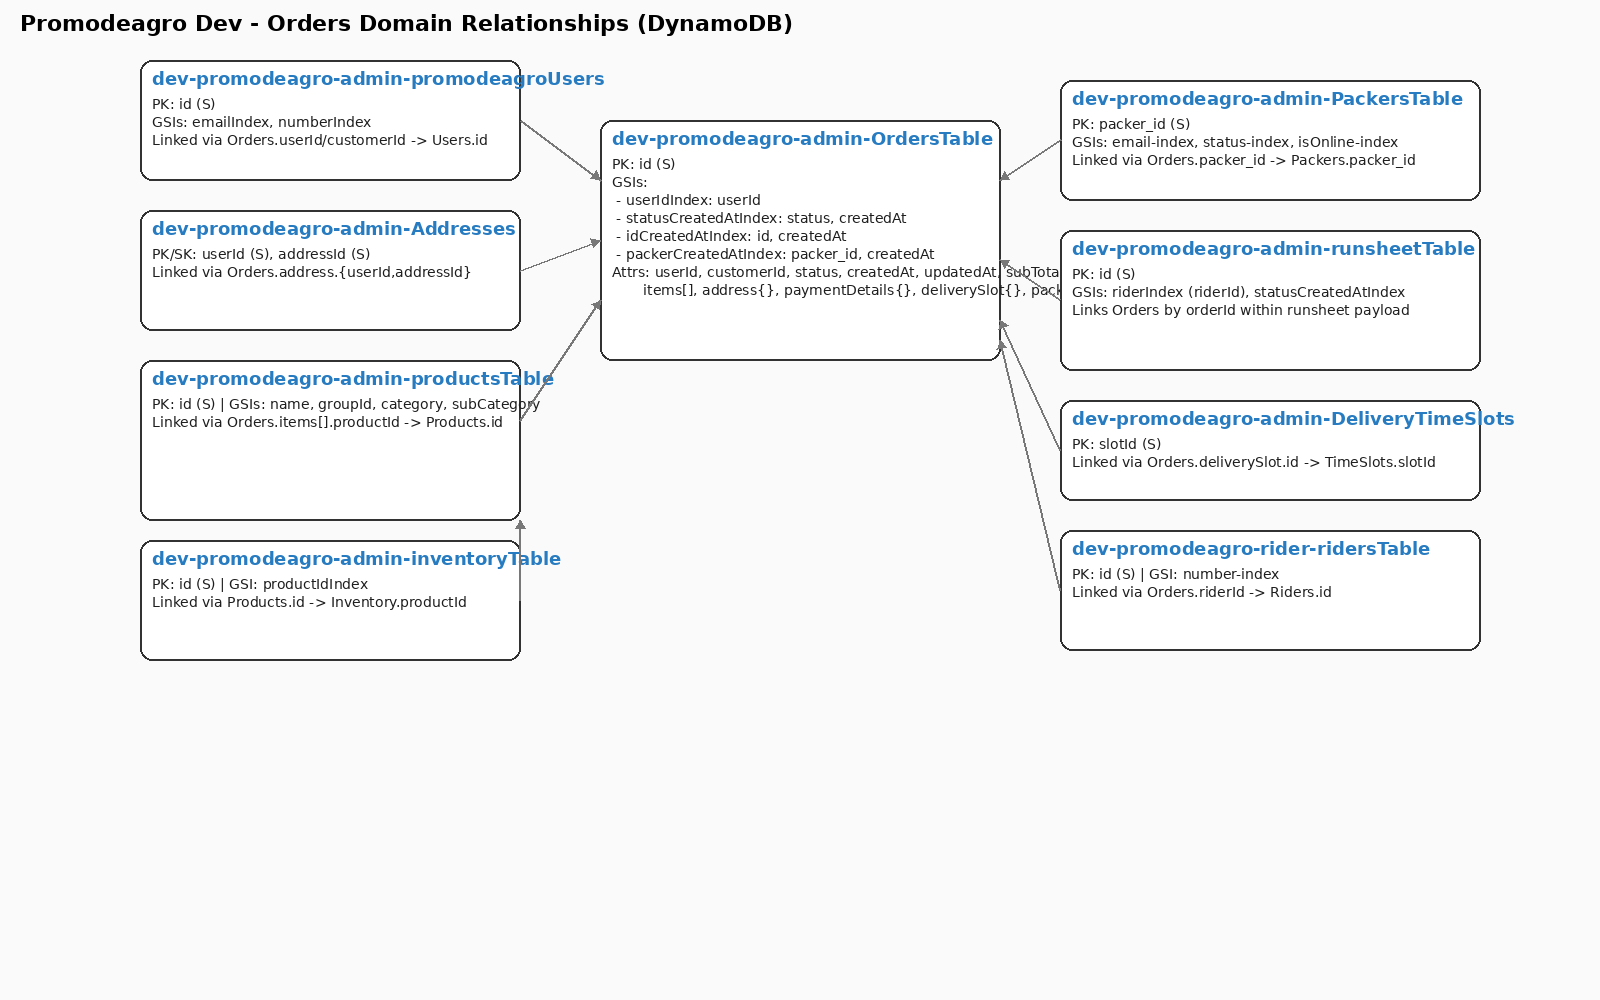 Promodeagro Dev - Orders Domain Relationships (DynamoDB)
dev-promodeagro-admin-promodeagroUsers
PK: id (S)
GSIs: emailIndex, numberIndex
Linked via Orders.userId/customerId -> Users.id
dev-promodeagro-admin-Addresses
PK/SK: userId (S), addressId (S)
Linked via Orders.address.{userId,addressId}
dev-promodeagro-admin-productsTable
PK: id (S) | GSIs: name, groupId, category, subCategory
Linked via Orders.items[].productId -> Products.id
dev-promodeagro-admin-inventoryTable
PK: id (S) | GSI: productIdIndex
Linked via Products.id -> Inventory.productId
dev-promodeagro-admin-OrdersTable
PK: id (S)
GSIs:
- userIdIndex: userId
- statusCreatedAtIndex: status, createdAt
- idCreatedAtIndex: id, createdAt
- packerCreatedAtIndex: packer_id, createdAt
Attrs: userId, customerId, status, createdAt, updatedAt, subTota
items[], address{}, paymentDetails{}, deliverySlot{}, pack
dev-promodeagro-admin-PackersTable
PK: packer_id (S)
GSIs: email-index, status-index, isOnline-index
Linked via Orders.packer_id -> Packers.packer_id
dev-promodeagro-admin-runsheetTable
PK: id (S)
GSIs: riderIndex (riderId), statusCreatedAtIndex
Links Orders by orderId within runsheet payload
dev-promodeagro-admin-DeliveryTimeSlots
PK: slotId (S)
Linked via Orders.deliverySlot.id -> TimeSlots.slotId
dev-promodeagro-rider-ridersTable
PK: id (S) | GSI: number-index
Linked via Orders.riderId -> Riders.id